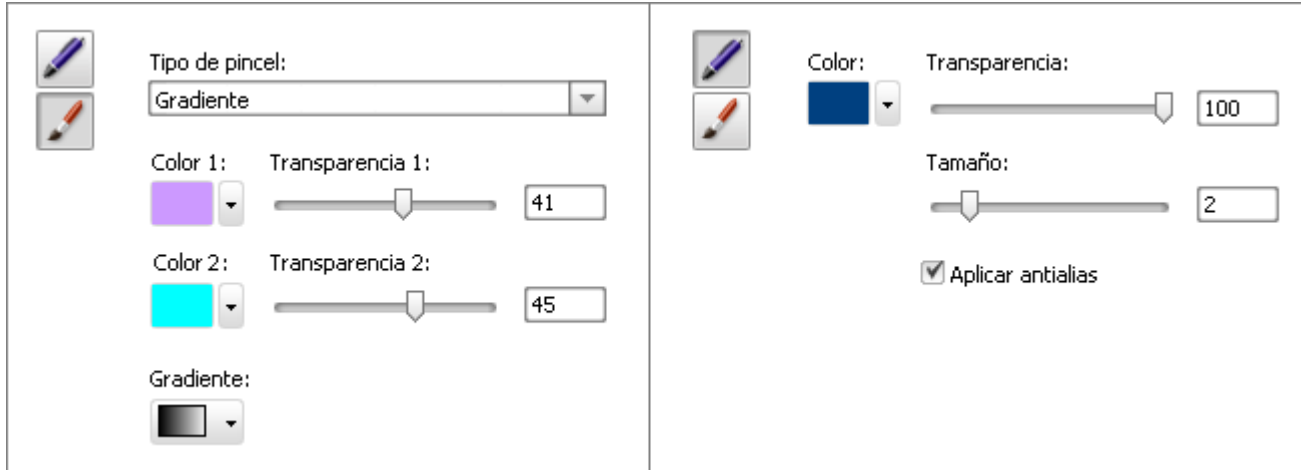 Tipo de pincel:
Gradiente
Color 1: Transparencia 1:
41
Color 2: Transparencia 2:
45
Gradiente:
Color: Transparencia:
100
Tamaño:
2
Aplicar antialias